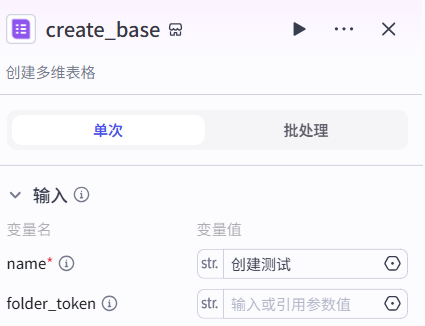 create_base
创建多维表格
单次 批处理
输入
变量名 变量值
name* str. 创建测试
folder_token str. 输入或引用参数值